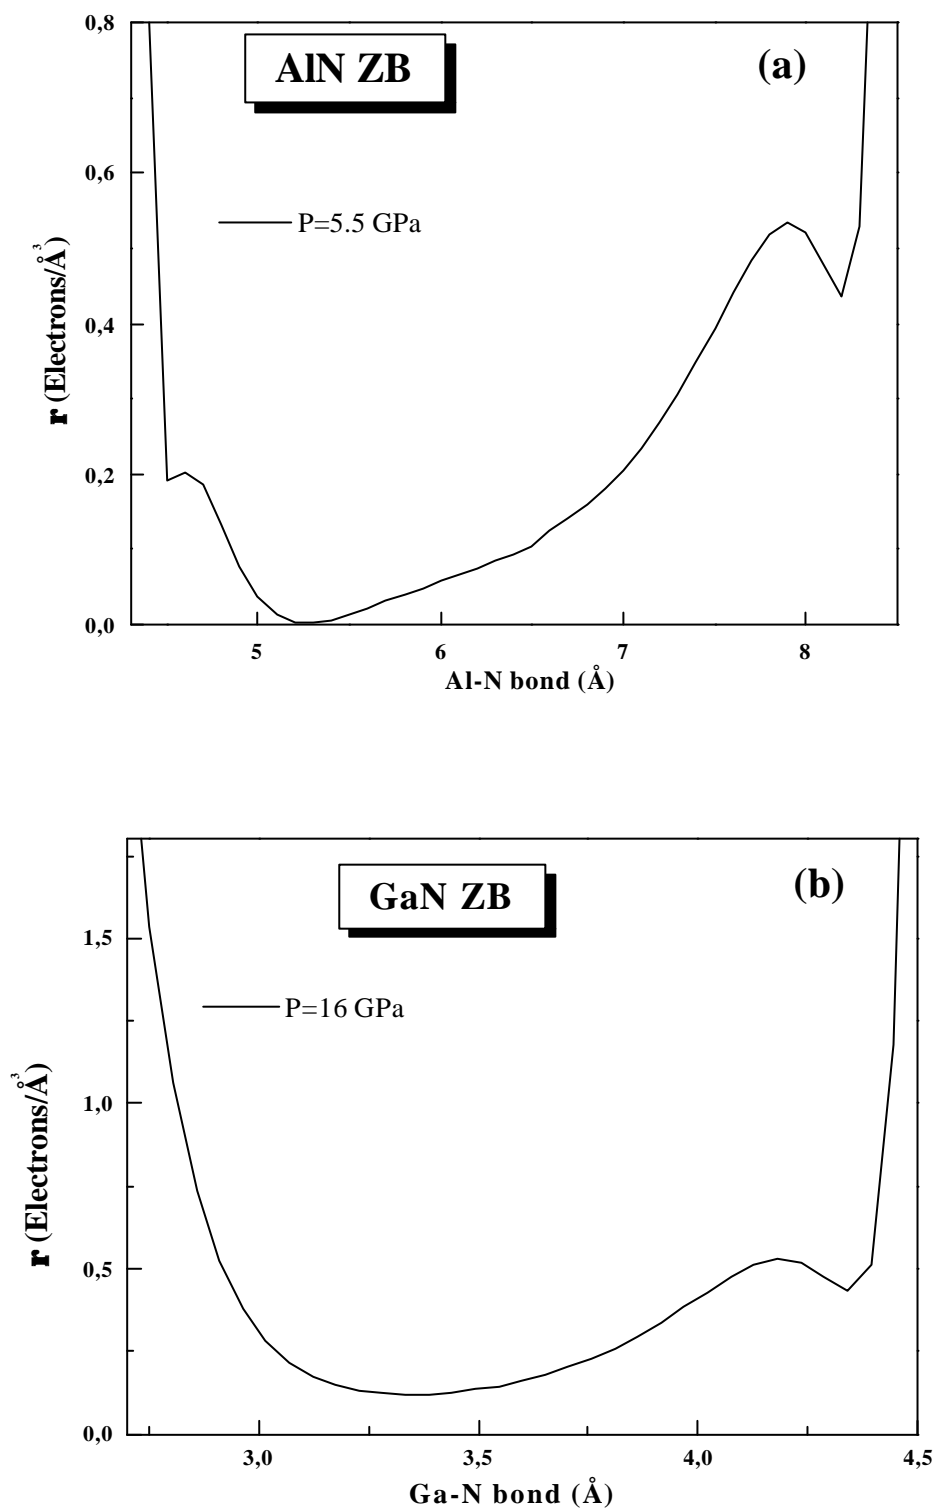 0,8
AlN ZB
(a)
0,6
P=5.5 GPa
r (Electrons/Å³)
0,4
0,2
0,0
5 6 7 8
Al-N bond (Å)
GaN ZB
(b)
1,5
P=16 GPa
r (Electrons/Å³)
1,0
0,5
0,0
3,0 3,5 4,0 4,5
Ga-N bond (Å)